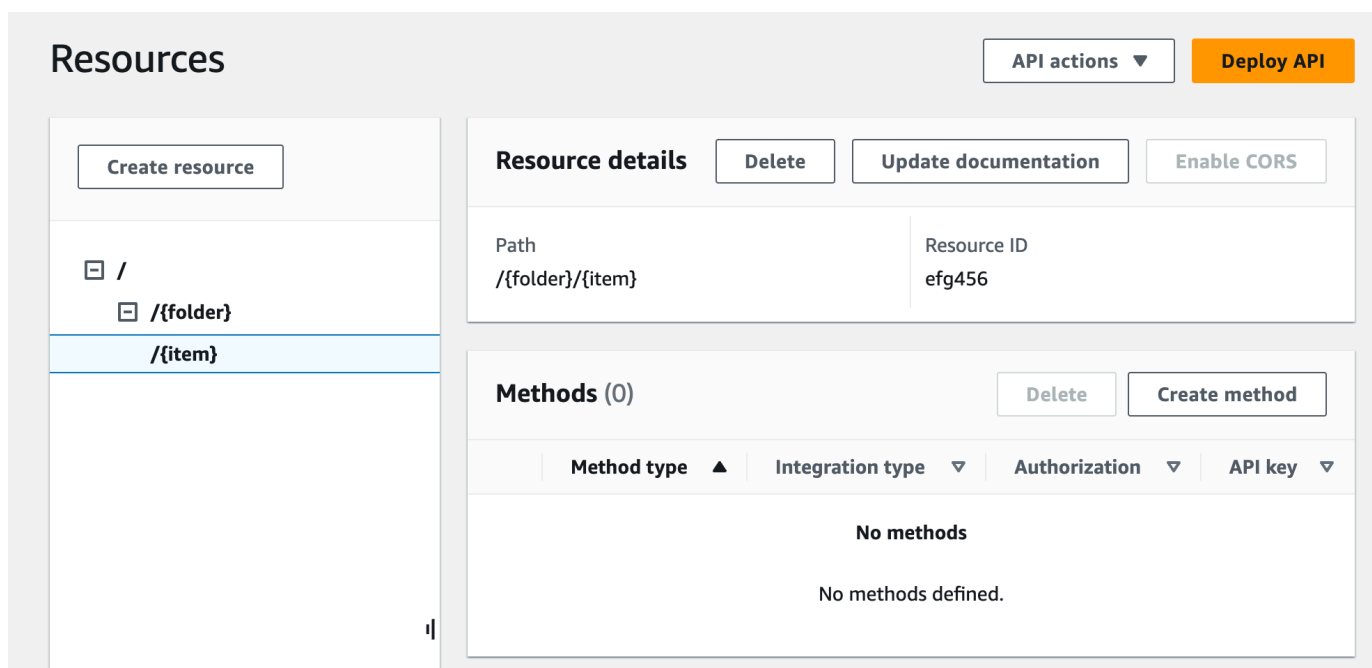 Resources
API actions
Deploy API
Create resource
/
/{folder}
/{item}
Resource details
Delete
Update documentation
Enable CORS
Path
/{folder}/{item}
Resource ID
efg456
Methods (0)
Delete
Create method
Method type
Integration type
Authorization
API key
No methods
No methods defined.